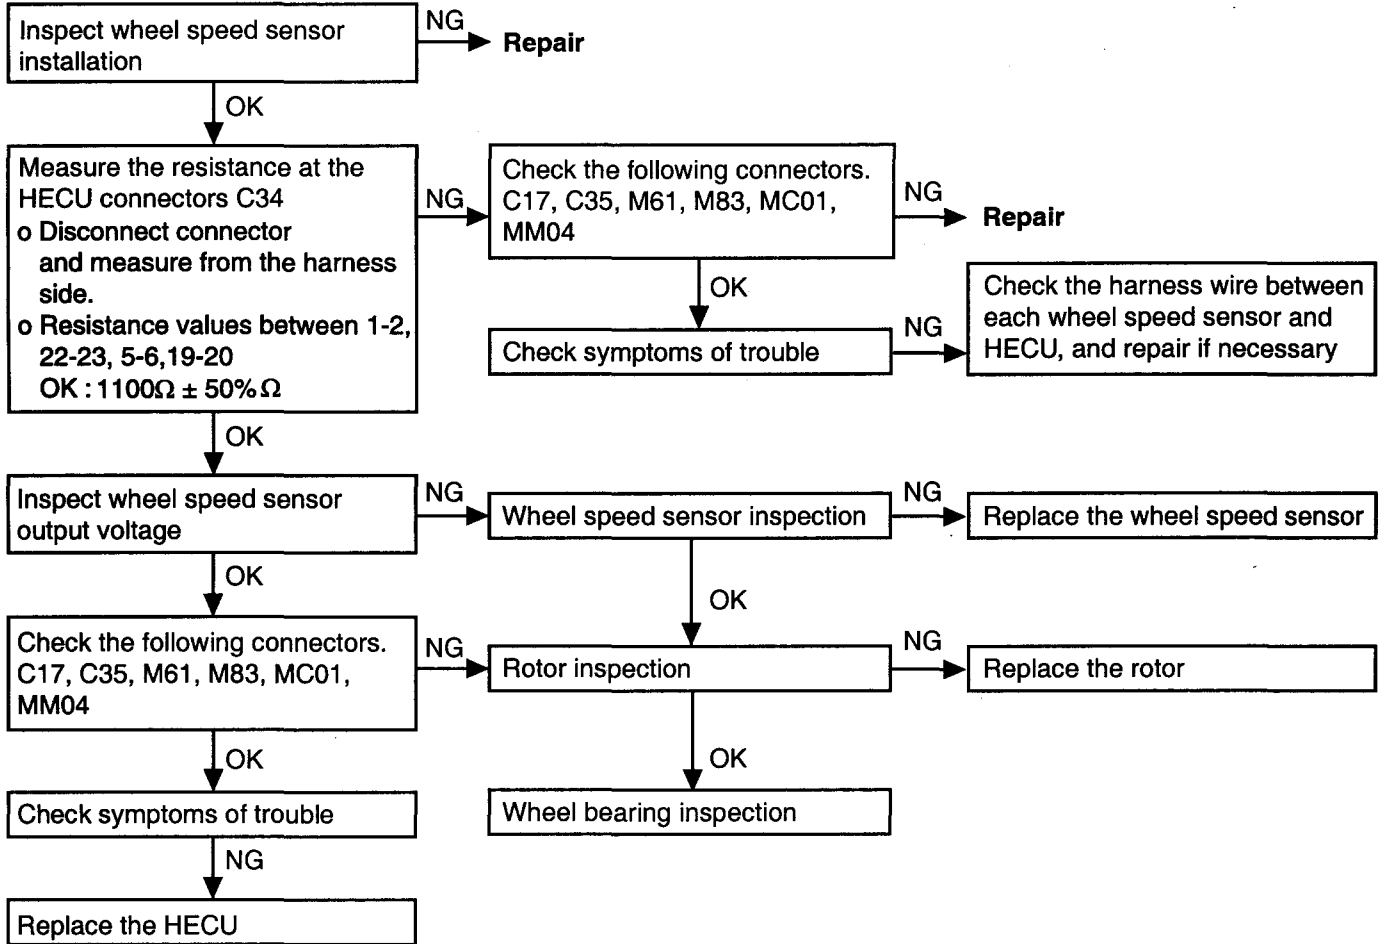 Inspect wheel speed sensor
installation
NG
Repair
OK
Measure the resistance at the
HECU connectors C34
o Disconnect connector
and measure from the harness
side.
o Resistance values between 1-2,
22-23, 5-6,19-20
OK : 1100Ω ± 50% Ω
NG
Check the following connectors.
C17, C35, M61, M83, MC01,
MM04
NG
Repair
OK
Check symptoms of trouble
NG
Check the harness wire between
each wheel speed sensor and
HECU, and repair if necessary
OK
Inspect wheel speed sensor
output voltage
NG
Wheel speed sensor inspection
NG
Replace the wheel speed sensor
OK
OK
Check the following connectors.
C17, C35, M61, M83, MC01,
MM04
NG
Rotor inspection
NG
Replace the rotor
OK
OK
Check symptoms of trouble
Wheel bearing inspection
NG
Replace the HECU